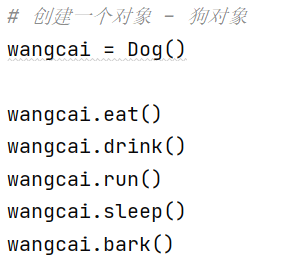 # 创建一个对象 - 狗对象
wangcai = Dog()
wangcai.eat()
wangcai.drink()
wangcai.run()
wangcai.sleep()
wangcai.bark()